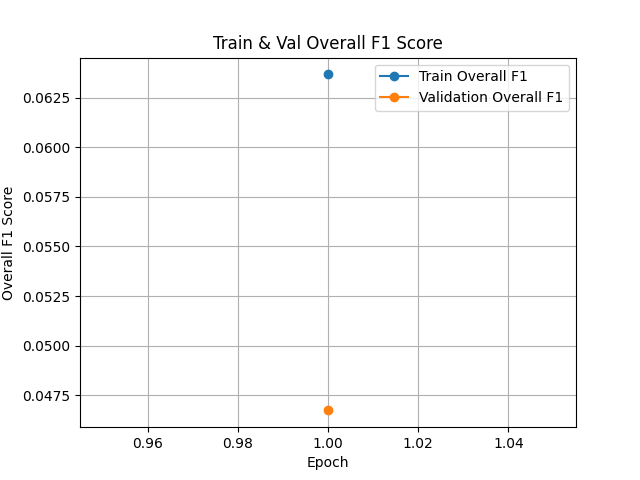 Train & Val Overall F1 Score
Train Overall F1
Validation Overall F1
Overall F1 Score
0.0625
0.0600
0.0575
0.0550
0.0525
0.0500
0.0475
0.96 0.98 1.00 1.02 1.04
Epoch